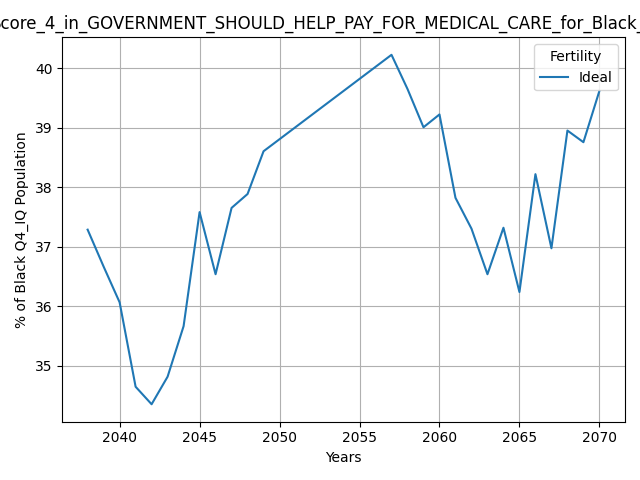 core_4_in_GOVERNMENT_SHOULD_HELP_PAY_FOR_MEDICAL_CARE_for_Black_
Fertility
Ideal
% of Black Q4_IQ Population
40
39
38
37
36
35
2040
2045
2050
2055
2060
2065
2070
Years